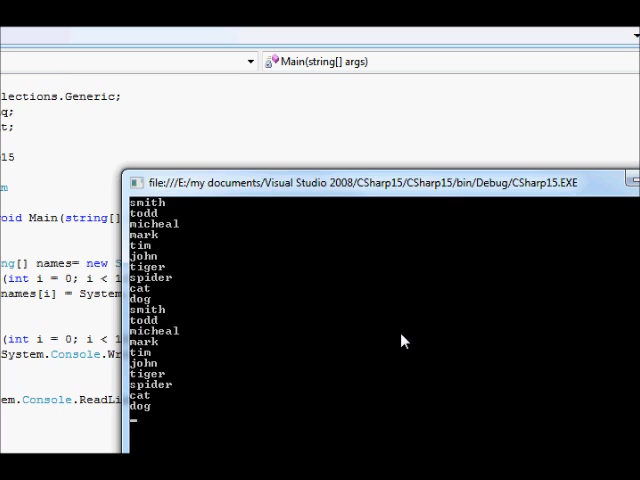 Main(string[] args)
lections.Generic;
q;
t;
15
m
void Main(string[]
ng[] names= new S
(int i = 0; i < 1
names[i] = System
(int i = 0; i < 1
System.Console.Wr
em.Console.ReadLi
file:///E:/my documents/Visual Studio 2008/CSharp15/CSharp15/bin/Debug/CSharp15.EXE
smith
todd
micheal
mark
tim
john
tiger
spider
cat
dog
smith
todd
micheal
mark
tim
john
tiger
spider
cat
dog